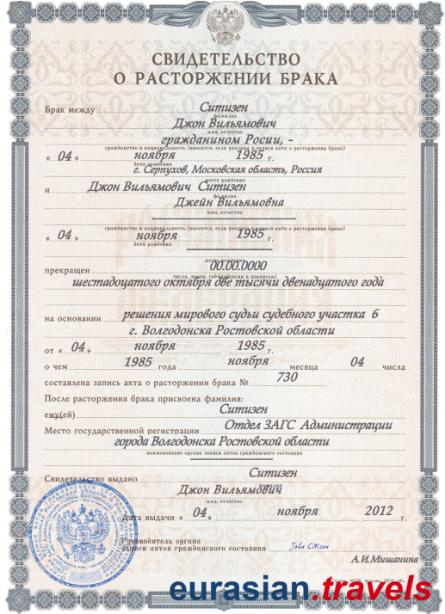 СВИДЕТЕЛЬСТВО
О РАСТОРЖЕНИИ БРАКА
Брак между Ситизен
фамилия
Джон Вильямович
имя, отчество
гражданином Росии, -
гражданство и национальность (вносится, если указано в записи акта о расторжении брака)
« 04 » ноября 1985 г.
дата рождения
г. Серпухов, Московская область, Россия
место рождения
и Джон Вильямович Ситизен
фамилия
Джейн Вильямовна
имя, отчество
гражданство и национальность (вносится, если указано в записи акта о расторжении брака)
« 04 » ноября 1985 г.
дата рождения
место рождения
прекращен 00.00.0000
шестадоцатого октября две тысячи двенадцатого года
на основании решения мирового судьи судебного участка 6
г. Волгодонска Ростовской области
от « 04 » ноября 1985 г.
о чем 1985 года ноября месяца 04 числа
составлена запись акта о расторжении брака № 730
После расторжения брака присвоена фамилия:
ему(ей) Ситизен
Место государственной регистрации Отдел ЗАГС Администрации
города Волгодонска Ростовской области
наименование органа записи актов гражданского состояния
Свидетельство выдано Ситизен
Джон Вильямович
имя, отчество
Дата выдачи « 04 » ноября 2012 г.
Руководитель органа
записи актов гражданского состояния John Citizen
А.И.Мишанина
eurasian.travels